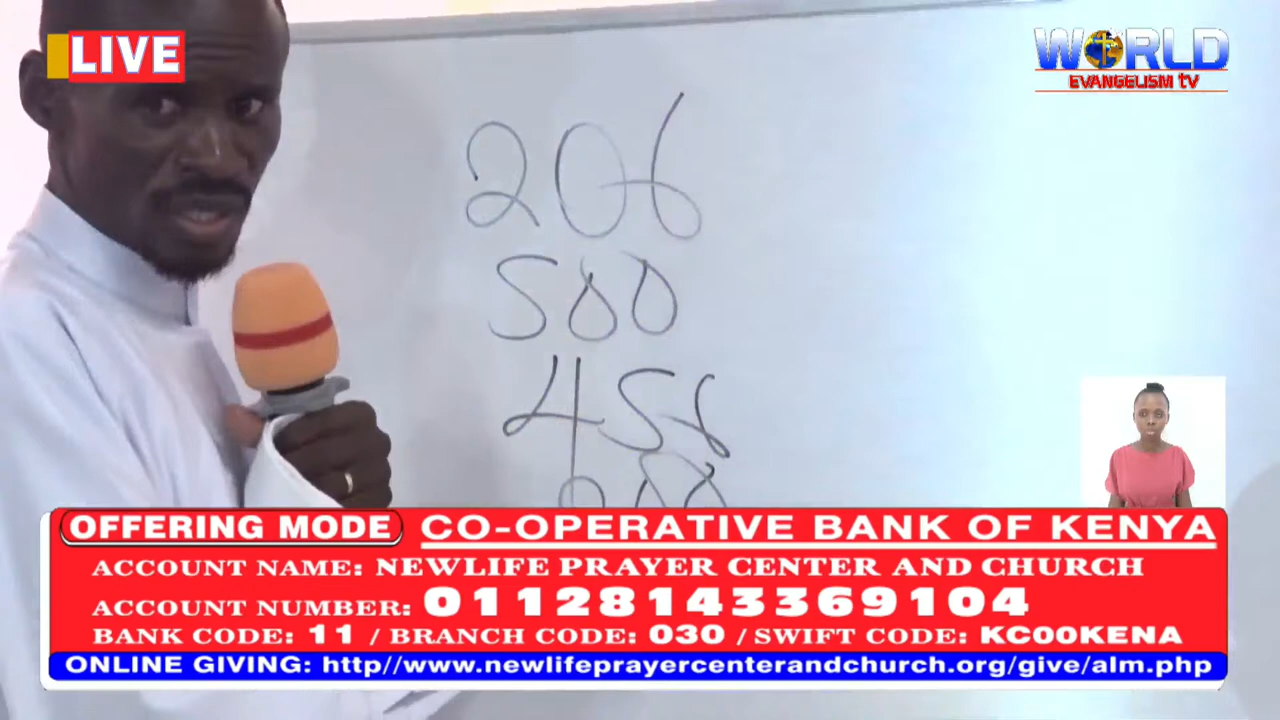 LIVE
WORLD
EVANGELISM TV
206
500
456
OFFERING MODE CO-OPERATIVE BANK OF KENYA
ACCOUNT NAME: NEWLIFE PRAYER CENTER AND CHURCH
ACCOUNT NUMBER: 01128143369104
BANK CODE: 11 / BRANCH CODE: 030 / SWIFT CODE: KC00KENA
ONLINE GIVING: http//www.newlifeprayercenterandchurch.org/give/alm.php